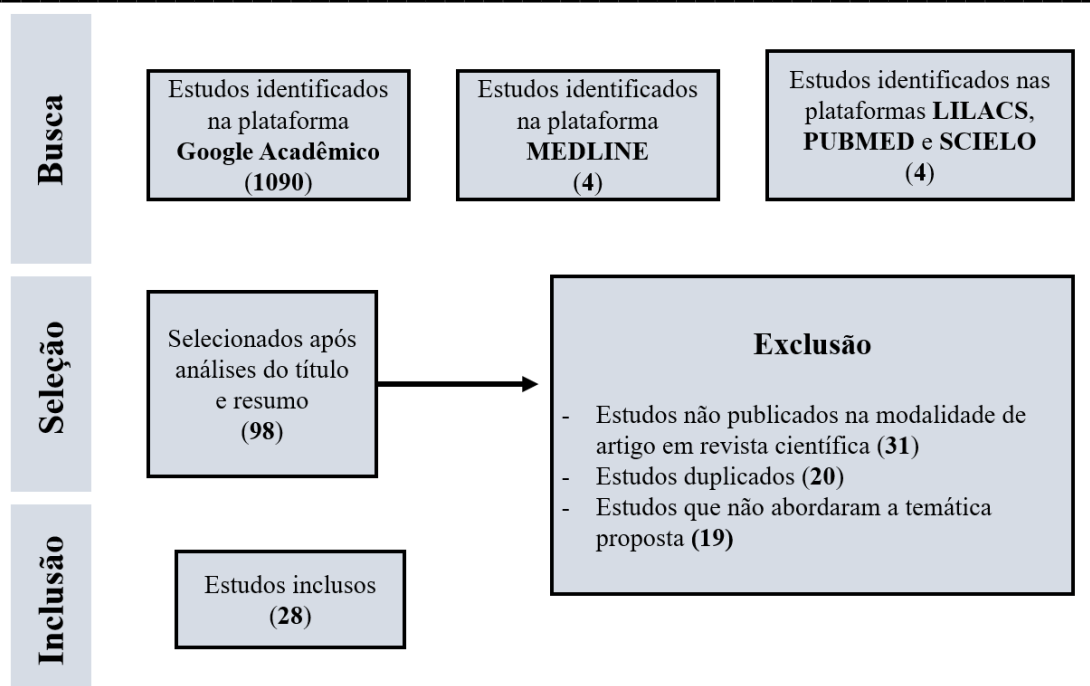 Busca
Estudos identificados
na plataforma
Google Acadêmico
(1090)
Estudos identificados
na plataforma
MEDLINE
(4)
Estudos identificados nas
plataformas LILACS,
PUBMED e SCIELO
(4)
Seleção
Selecionados após
análises do título
e resumo
(98)
Exclusão
- Estudos não publicados na modalidade de
artigo em revista científica (31)
- Estudos duplicados (20)
- Estudos que não abordaram a temática
proposta (19)
Inclusão
Estudos inclusos
(28)